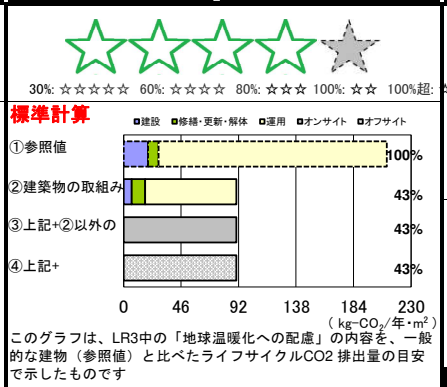 30%: ☆☆☆☆☆ 60%: ☆☆☆☆ 80%: ☆☆☆ 100%: ☆☆ 100%超: ☆
標準計算
■建設 ■修繕・更新・解体 □運用 ■オンサイト ■オフサイト
①参照値
100%
②建築物の取組み
43%
③上記+②以外の
43%
④上記+
43%
0 46 92 138 184 230
( kg-CO2/年・m² )
このグラフは、LR3中の「地球温暖化への配慮」の内容を、一般
的な建物（参照値）と比べたライフサイクルCO2 排出量の目安
で示したものです